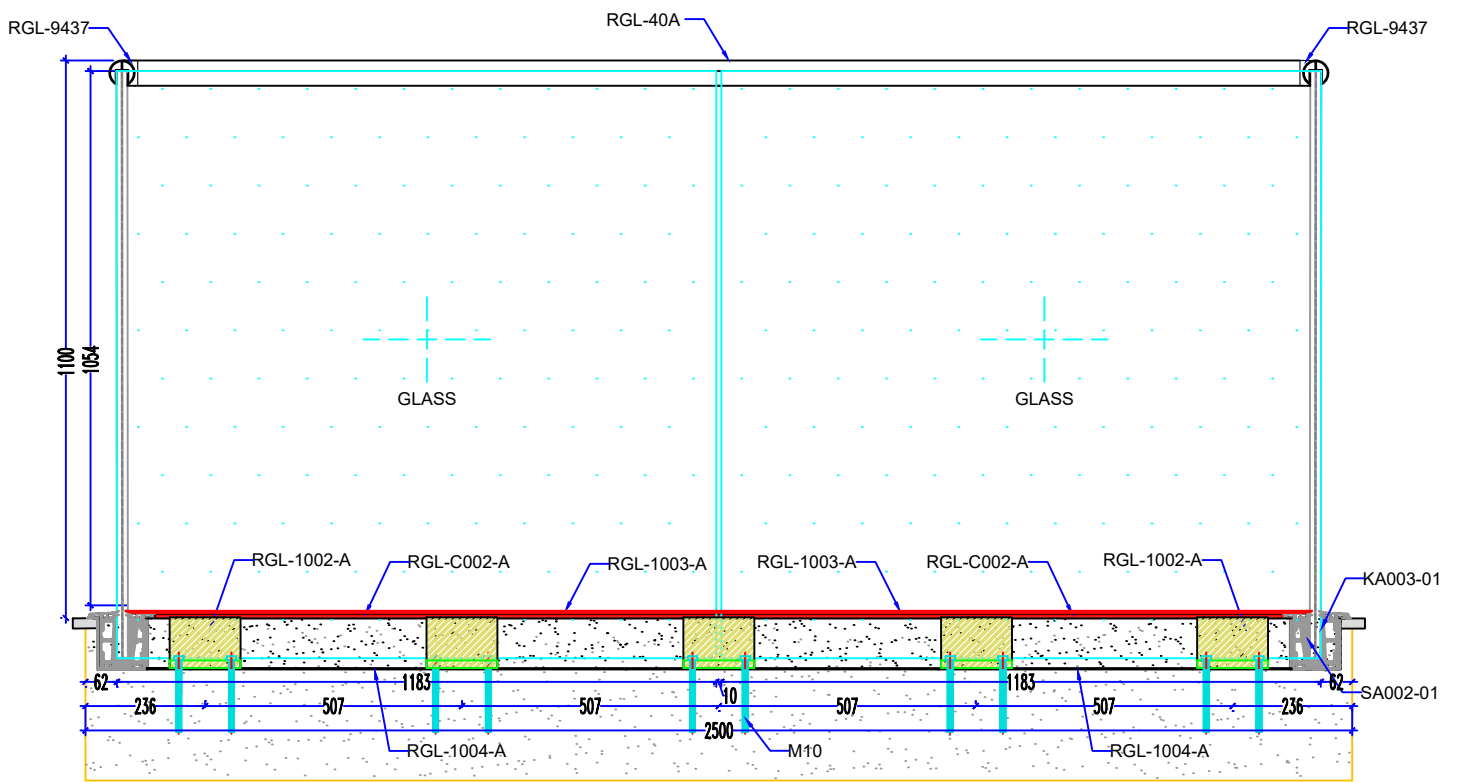 RGL-9437
RGL-40A
RGL-9437
1100
1054
GLASS
GLASS
RGL-1002-A
RGL-C002-A
RGL-1003-A
RGL-1003-A
RGL-C002-A
RGL-1002-A
KA003-01
62
1183
10
1183
62
SA002-01
236
507
507
507
507
236
2500
RGL-1004-A
M10
RGL-1004-A